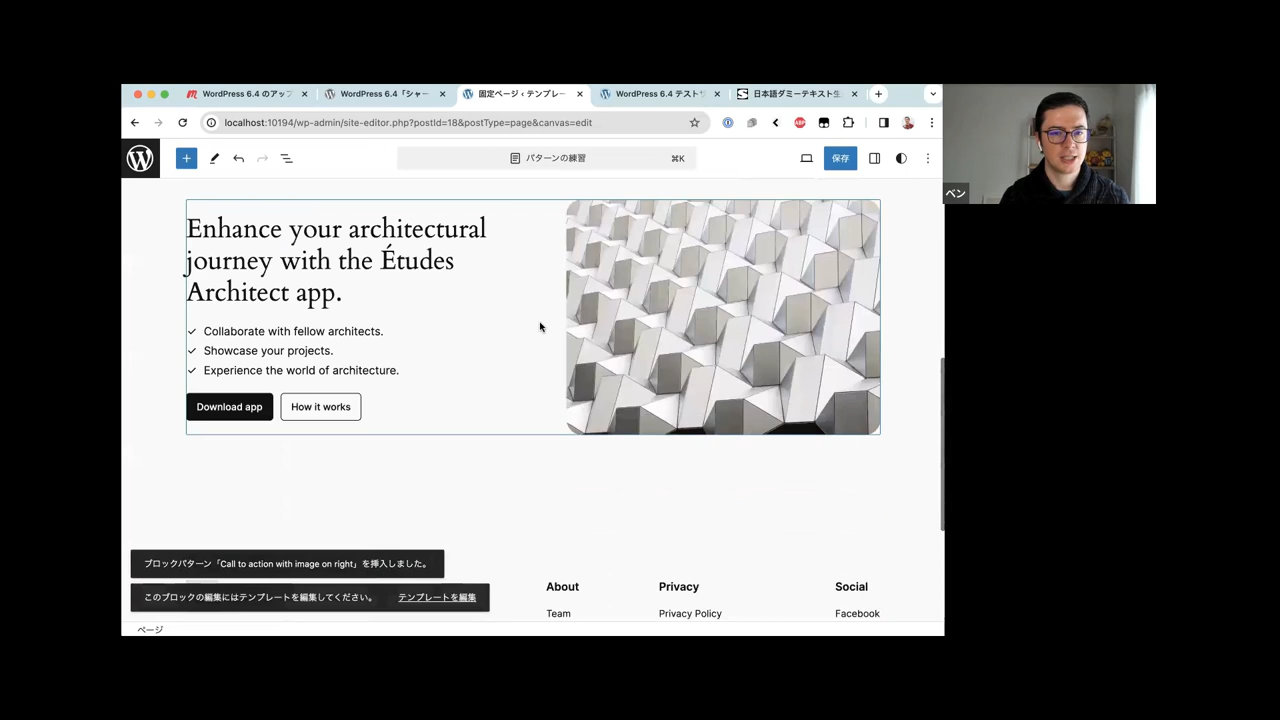 WordPress 6.4 のアップ
WordPress 6.4「シャー
固定ページ ‹ テンプレー
WordPress 6.4 テストサ
日本語ダミーテキスト生
localhost:10194/wp-admin/site-editor.php?postId=18&postType=page&canvas=edit
パターンの練習
⌘K
保存
ベン
Enhance your architectural
journey with the Études
Architect app.
Collaborate with fellow architects.
Showcase your projects.
Experience the world of architecture.
Download app
How it works
ブロックパターン「Call to action with image on right」を挿入しました。
このブロックの編集にはテンプレートを編集してください。
テンプレートを編集
About
Privacy
Social
Team
Privacy Policy
Facebook
ページ